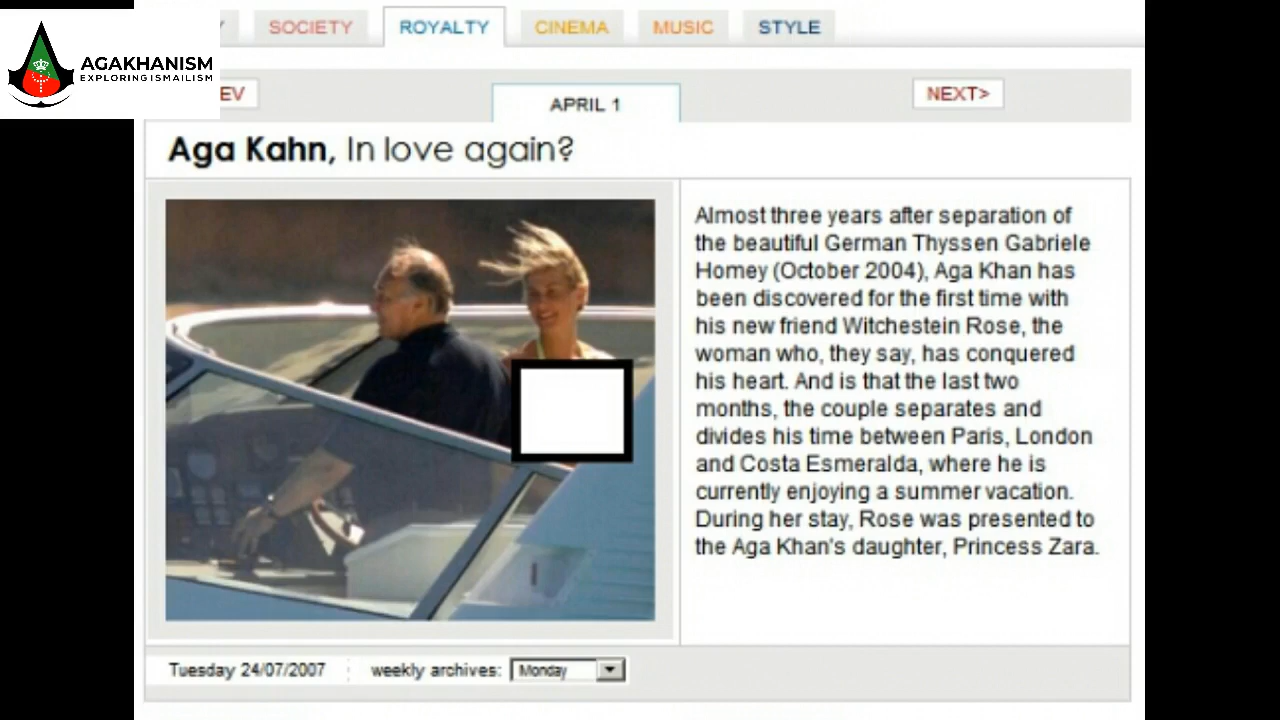 AGAKHANISM
EXPLORING ISMAILISM
SOCIETY
ROYALTY
CINEMA
MUSIC
STYLE
EV
APRIL 1
NEXT>
Aga Kahn, In love again?
Almost three years after separation of
the beautiful German Thyssen Gabriele
Homey (October 2004), Aga Khan has
been discovered for the first time with
his new friend Witchestein Rose, the
woman who, they say, has conquered
his heart. And is that the last two
months, the couple separates and
divides his time between Paris, London
and Costa Esmeralda, where he is
currently enjoying a summer vacation.
During her stay, Rose was presented to
the Aga Khan's daughter, Princess Zara.
Tuesday 24/07/2007
weekly archives:
Monday